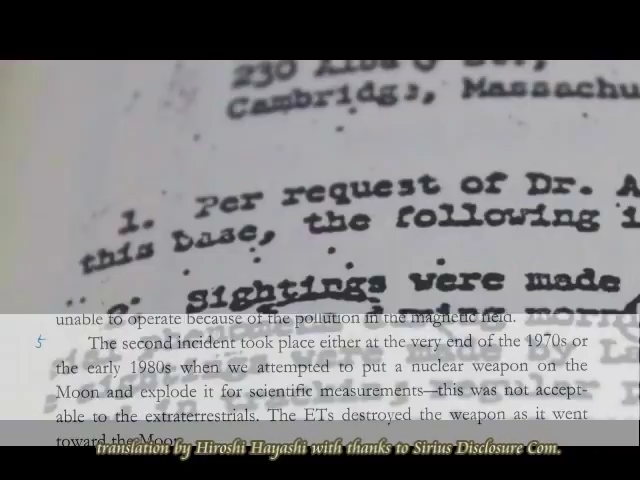 230
Cambridge, Massachu
1. Per request of Dr. A
this base, the following i
2. Sightings were made
unable to operate because of the pollution in the magnetic field.
5
The second incident took place either at the very end of the 1970s or
the early 1980s when we attempted to put a nuclear weapon on the
Moon and explode it for scientific measurements—this was not accept-
able to the extraterrestrials. The ETs destroyed the weapon as it went
toward the Moon.
translation by Hiroshi Hayashi with thanks to Sirius Disclosure Com.